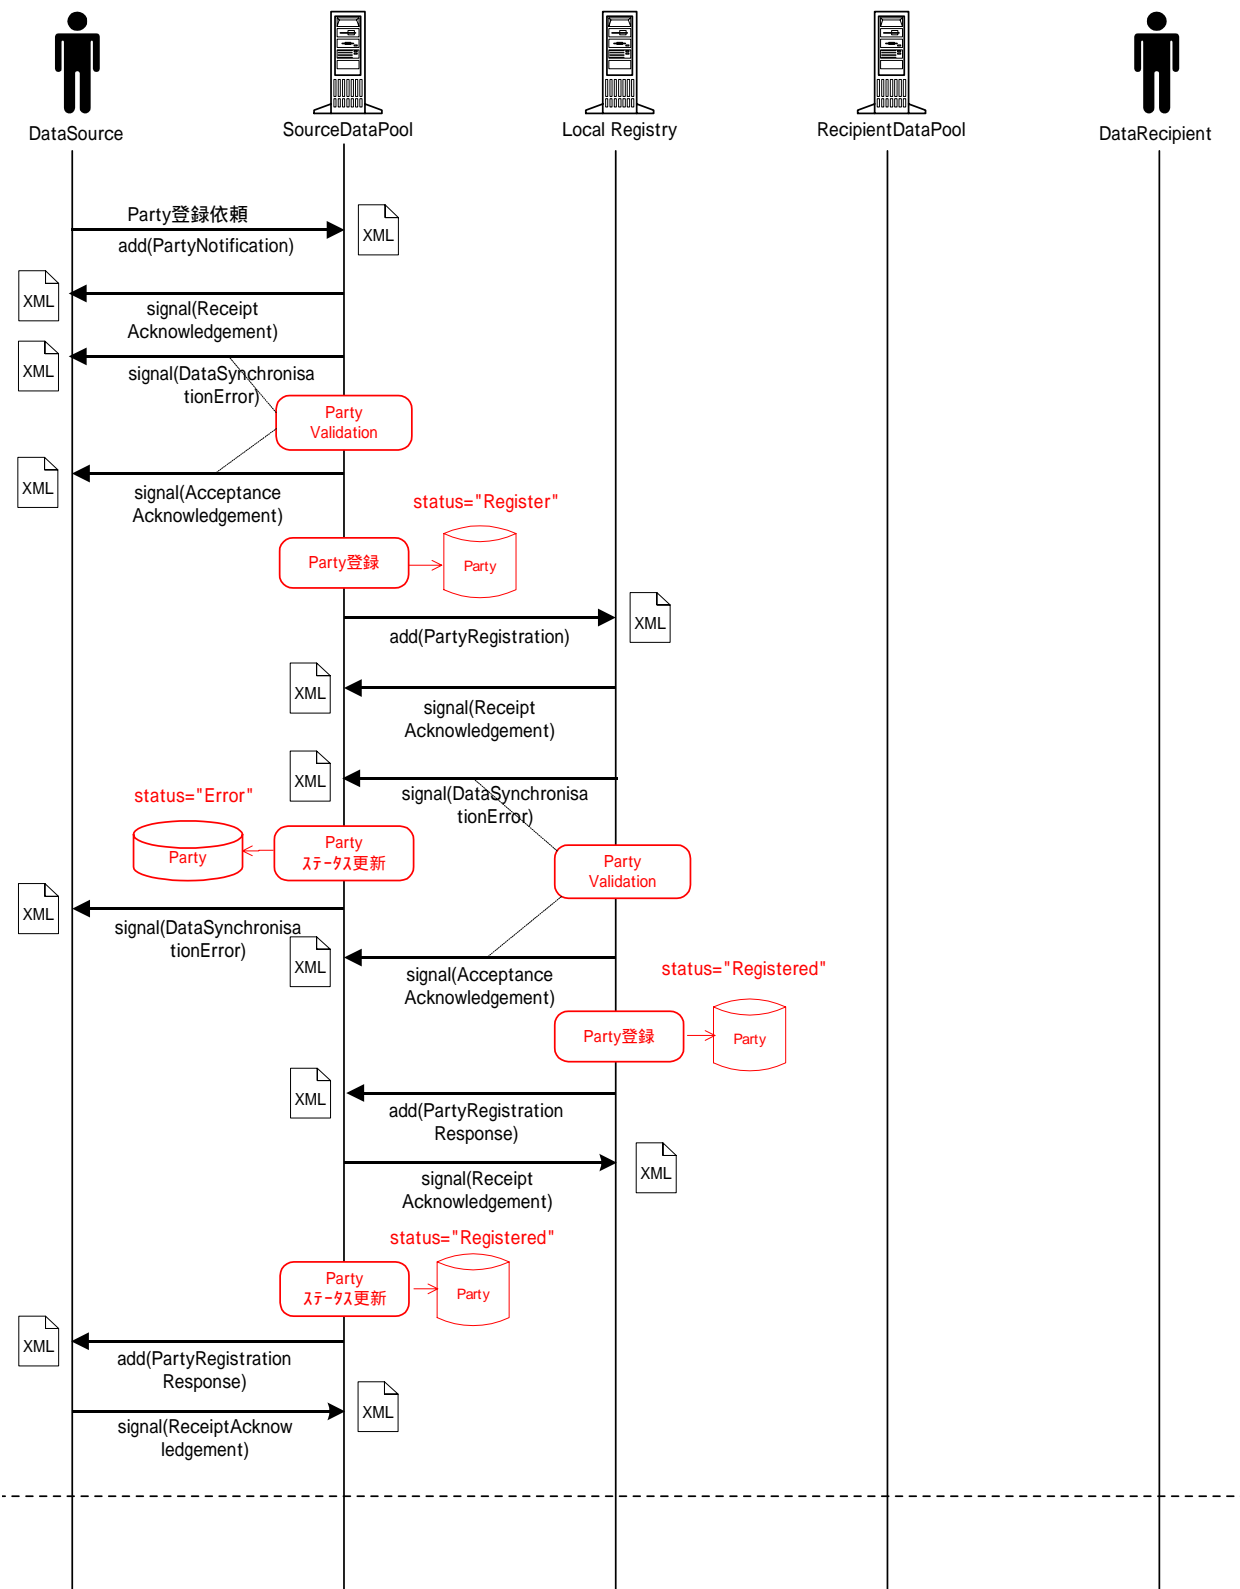 DataSource
SourceDataPool
Local Registry
RecipientDataPool
DataRecipient
Party登録依頼
XML
add(PartyNotification)
XML
signal(Receipt
Acknowledgement)
XML
signal(DataSynchronisa
tionError)
Party
Validation
XML
signal(Acceptance
Acknowledgement)
status="Register"
Party登録
Party
XML
add(PartyRegistration)
XML
signal(Receipt
Acknowledgement)
XML
signal(DataSynchronisa
tionError)
status="Error"
Party
Party
ｽﾃｰﾀｽ更新
Party
Validation
XML
signal(DataSynchronisa
tionError)
XML
signal(Acceptance
Acknowledgement)
status="Registered"
Party登録
Party
XML
add(PartyRegistration
Response)
XML
signal(Receipt
Acknowledgement)
status="Registered"
Party
ｽﾃｰﾀｽ更新
Party
XML
add(PartyRegistration
Response)
XML
signal(ReceiptAcknow
ledgement)